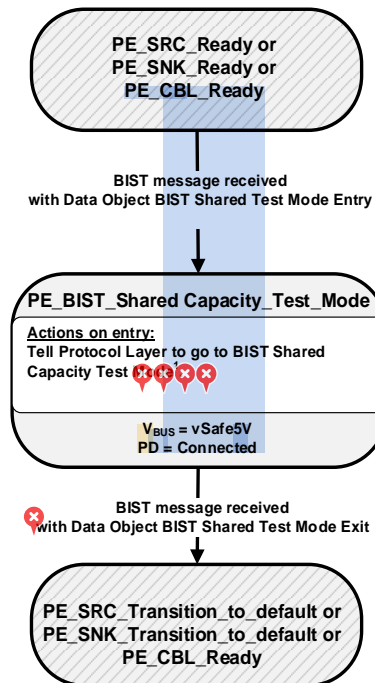 PE_SRC_Ready or
PE_SNK_Ready or
PE_CBL_Ready
BIST message received
with Data Object BIST Shared Test Mode Entry
PE_BIST_Shared Capacity_Test_Mode
Actions on entry:
Tell Protocol Layer to go to BIST Shared
Capacity Test Mode¹
VBUS = vSafe5V
PD = Connected
BIST message received
with Data Object BIST Shared Test Mode Exit
PE_SRC_Transition_to_default or
PE_SNK_Transition_to_default or
PE_CBL_Ready